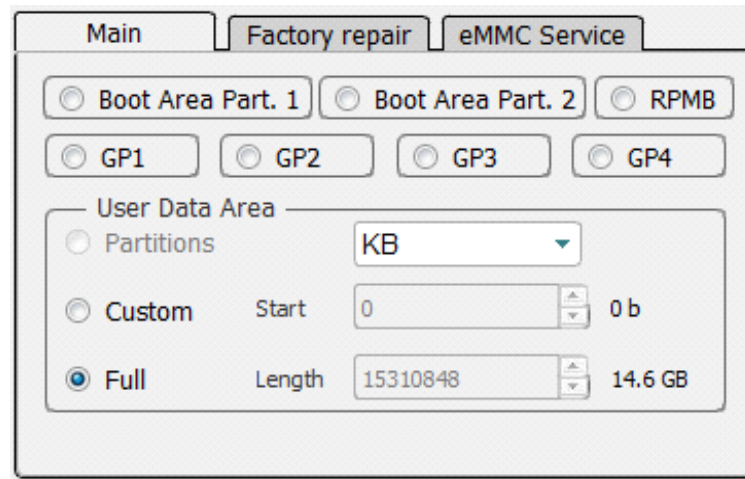 Main Factory repair eMMC Service
Boot Area Part. 1 Boot Area Part. 2 RPMB
GP1 GP2 GP3 GP4
User Data Area
Partitions KB
Custom Start 0 0 b
Full Length 15310848 14.6 GB